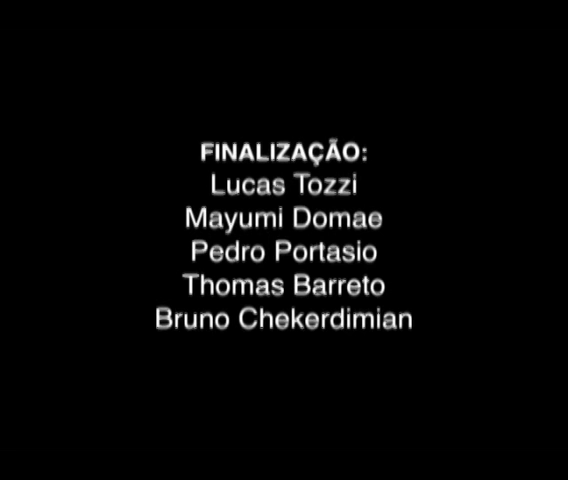 FINALIZAÇÃO:
Lucas Tozzi
Mayumi Domae
Pedro Portasio
Thomas Barreto
Bruno Chekerdimian